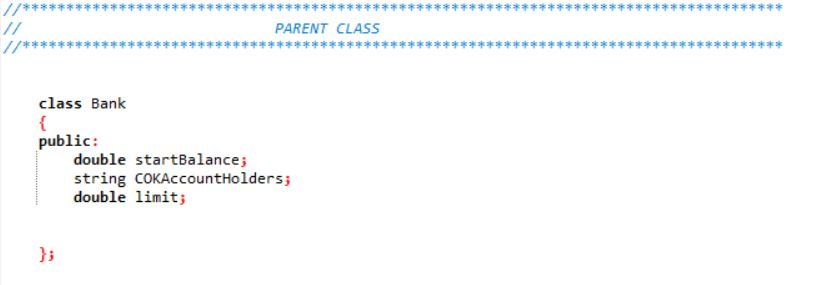 //***************************************************************************************
// PARENT CLASS
//***************************************************************************************
class Bank
{
public:
double startBalance;
string COKAccountHolders;
double limit;
};